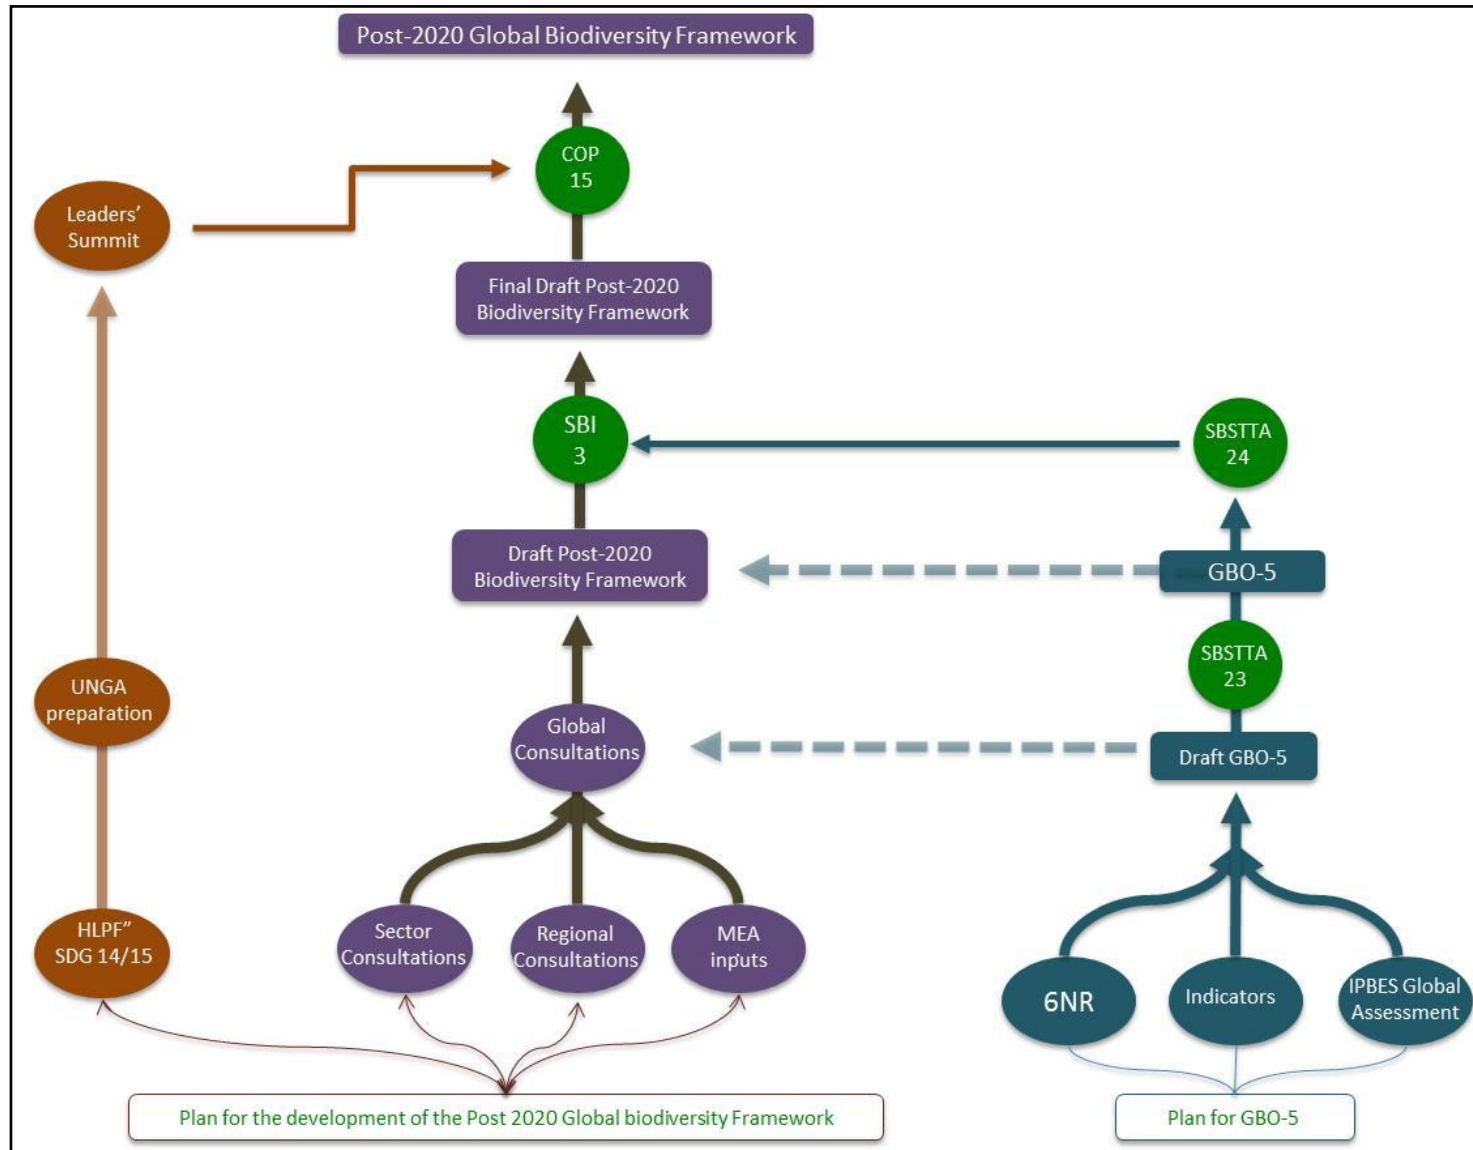 Post-2020 Global Biodiversity Framework
COP
15
Leaders'
Summit
Final Draft Post-2020
Biodiversity Framework
SBI
3
SBSTTA
24
Draft Post-2020
Biodiversity Framework
GBO-5
SBSTTA
23
UNGA
preparation
Global
Consultations
Draft GBO-5
HLPF”
SDG 14/15
Sector
Consultations
Regional
Consultations
MEA
inputs
6NR
Indicators
IPBES Global
Assessment
Plan for the development of the Post 2020 Global biodiversity Framework
Plan for GBO-5